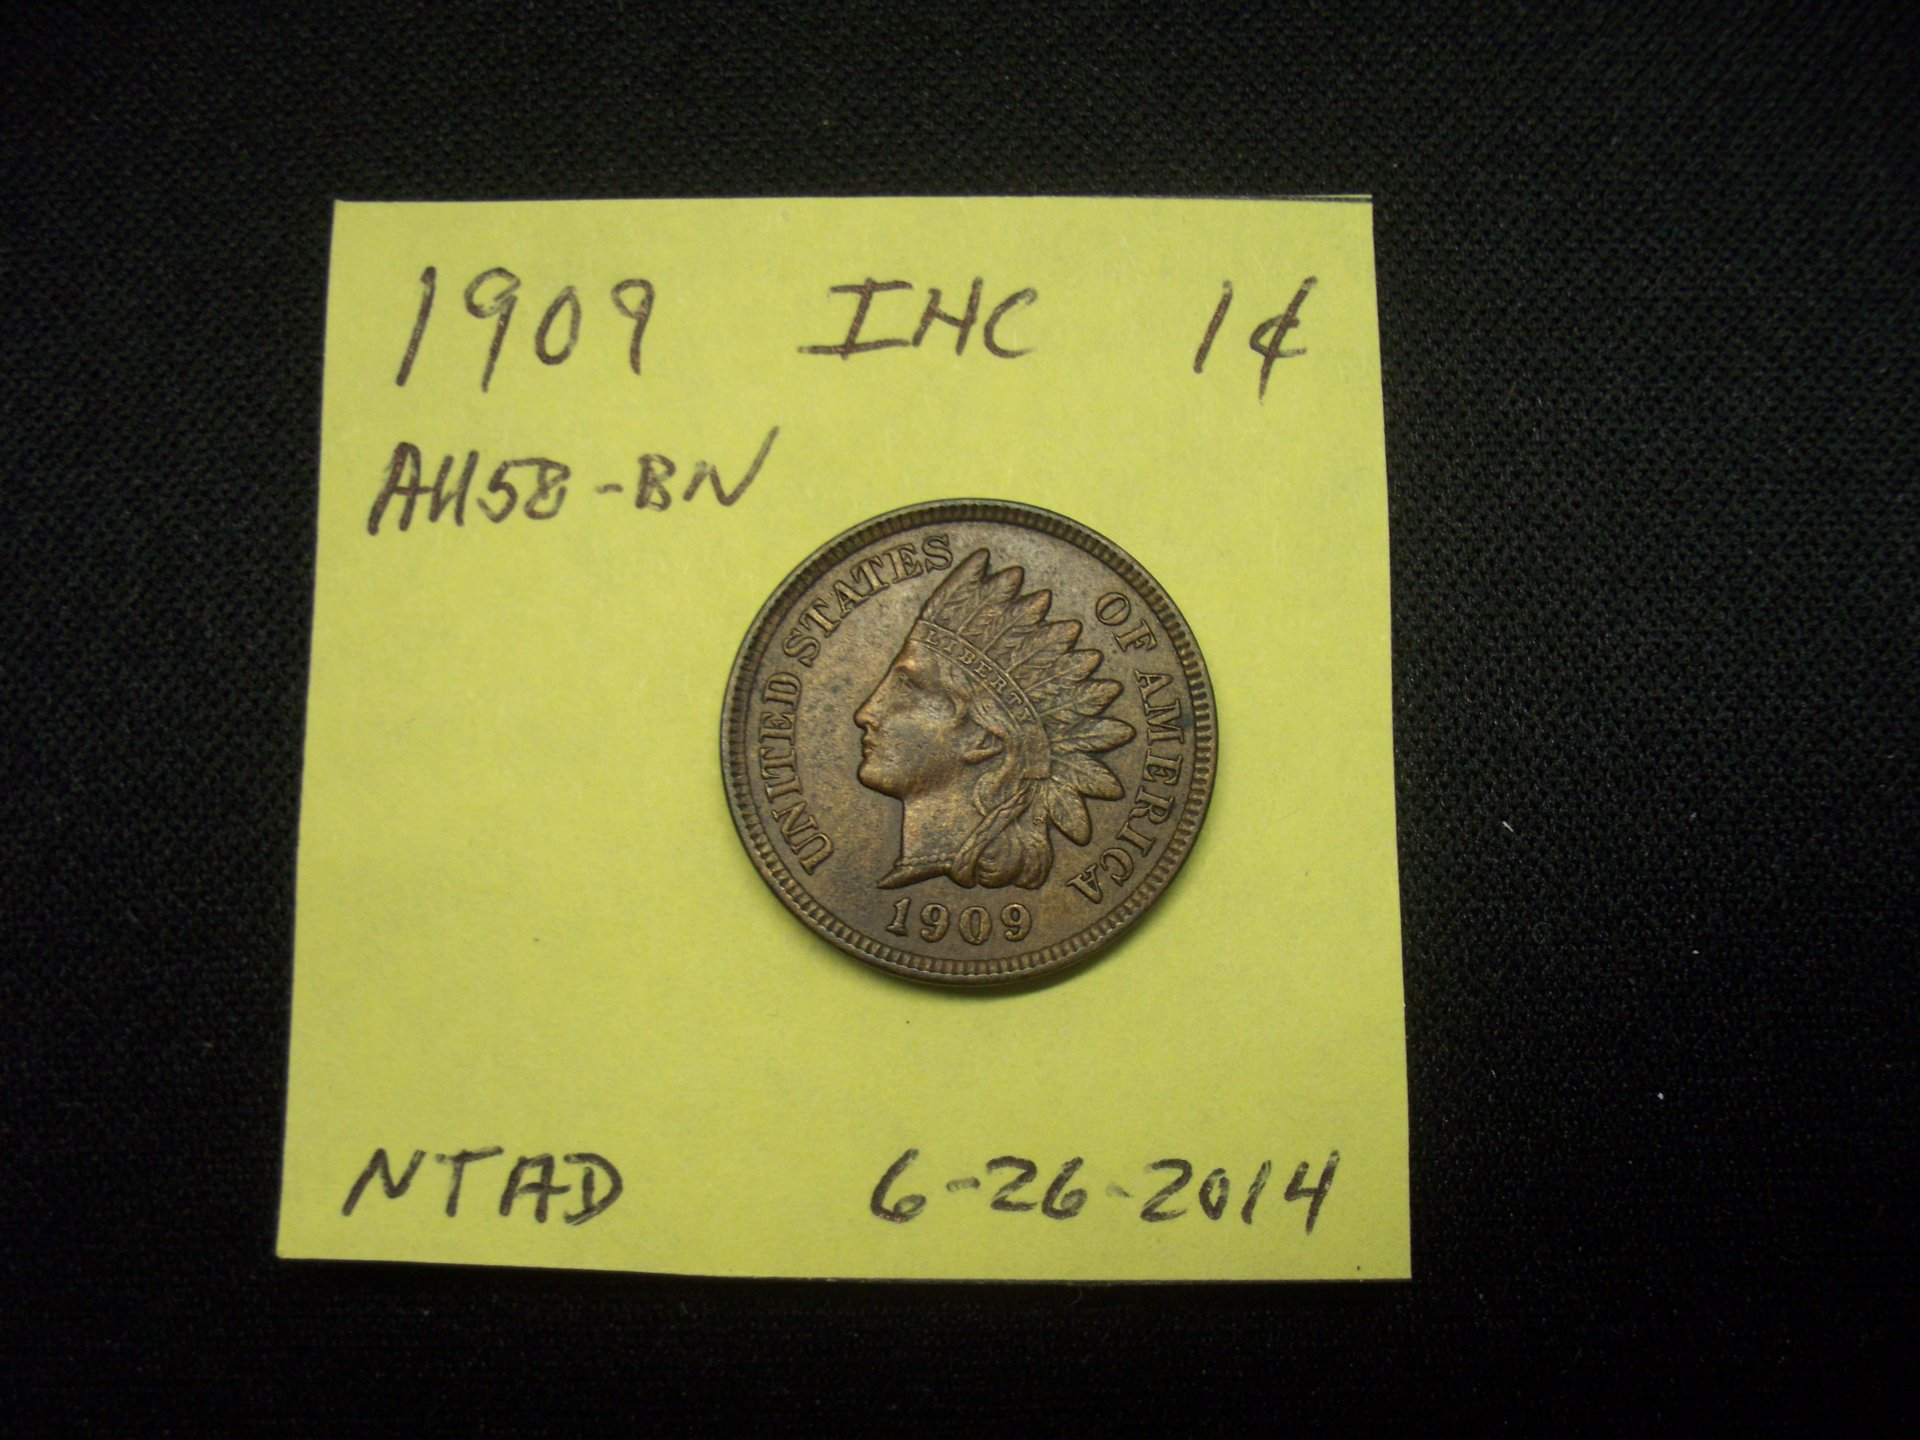 1909 IHC 1¢
AU58-BN
UNITED STATES OF AMERICA
LIBERTY
1909
NTAD 6-26-2014